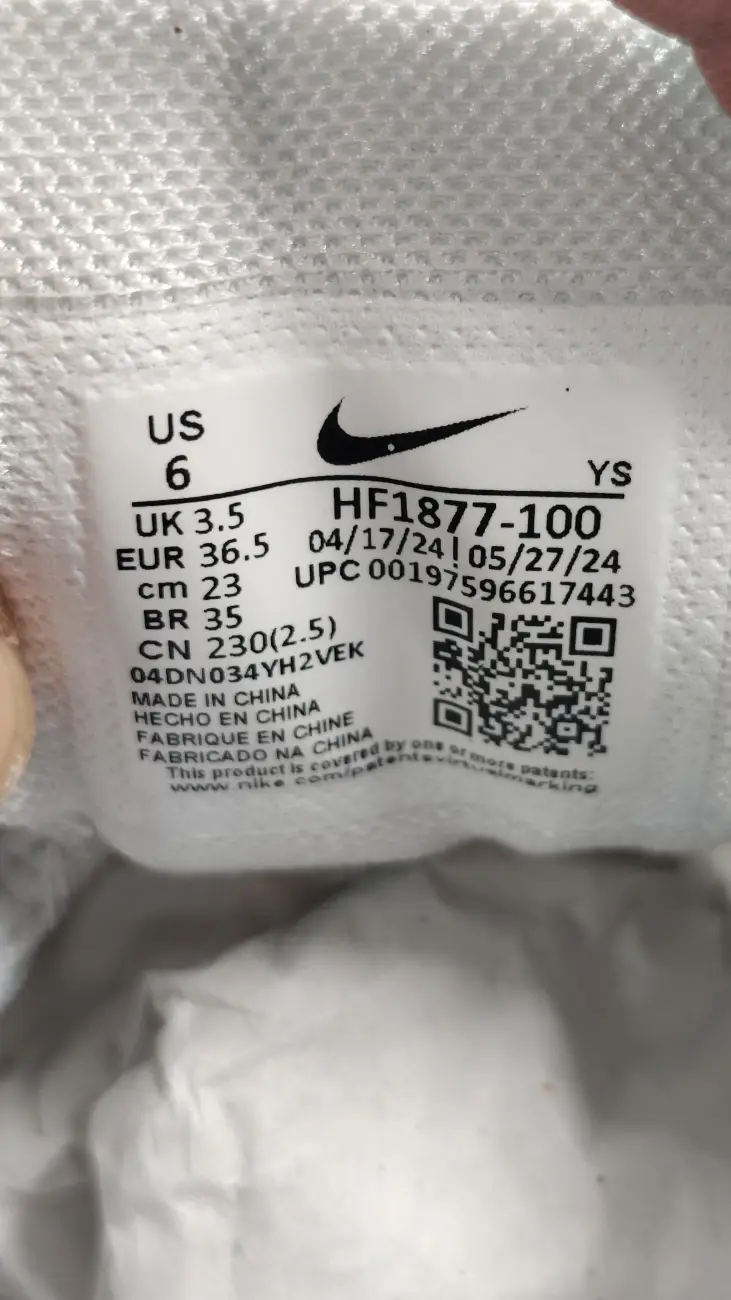 US
6
YS
UK 3.5
EUR 36.5
cm 23
BR 35
CN 230(2.5)
HF1877-100
04/17/24 | 05/27/24
UPC 00197596617443
04DN034YH2VEK
MADE IN CHINA
HECHO EN CHINA
FABRIQUE EN CHINE
FABRICADO NA CHINA
This product is covered by one or more patents:
www.nike.com/patentsvirtualmarking